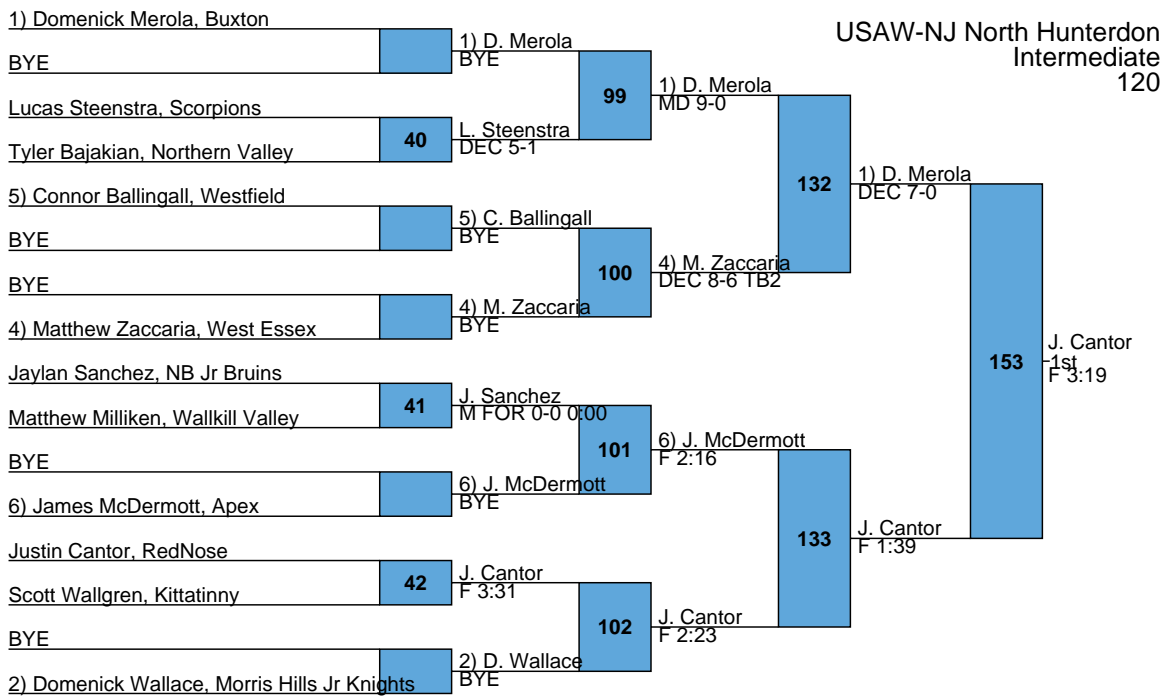 USAW-NJ North Hunterdon
Intermediate
120
1) Domenick Merola, Buxton
BYE
Lucas Steenstra, Scorpions
Tyler Bajakian, Northern Valley
5) Connor Ballingall, Westfield
BYE
BYE
4) Matthew Zaccaria, West Essex
Jaylan Sanchez, NB Jr Bruins
Matthew Milliken, Wallkill Valley
BYE
6) James McDermott, Apex
Justin Cantor, RedNose
Scott Wallgren, Kittatinny
BYE
2) Domenick Wallace, Morris Hills Jr Knights
40
41
42
1) D. Merola
BYE
L. Steenstra
DEC 5-1
5) C. Ballingall
BYE
4) M. Zaccaria
BYE
J. Sanchez
M FOR 0-0 0:00
6) J. McDermott
BYE
J. Cantor
F 3:31
2) D. Wallace
BYE
99
100
101
102
1) D. Merola
MD 9-0
4) M. Zaccaria
DEC 8-6 TB2
6) J. McDermott
F 2:16
J. Cantor
F 2:23
132
133
1) D. Merola
DEC 7-0
J. Cantor
F 1:39
153
J. Cantor
1st
F 3:19